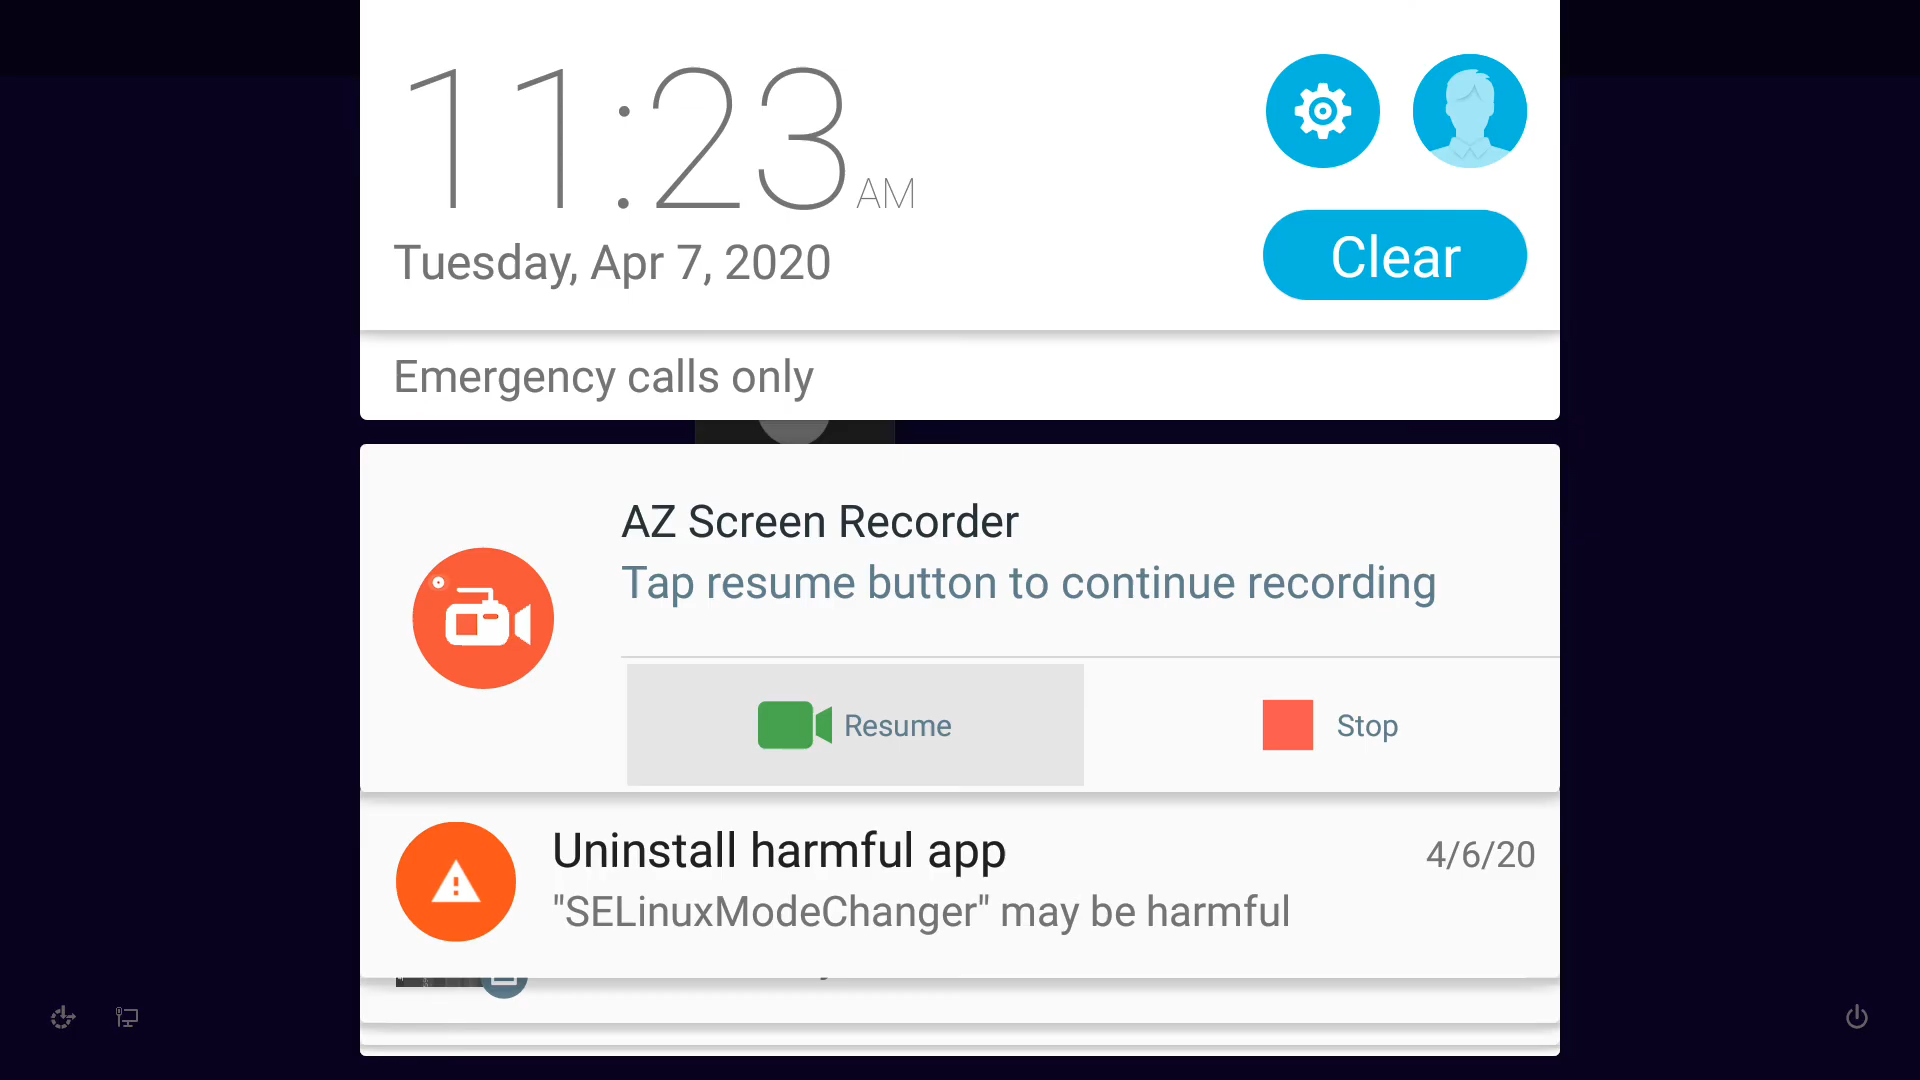 11:23 AM
Tuesday, Apr 7, 2020
Clear
Emergency calls only
AZ Screen Recorder
Tap resume button to continue recording
Resume
Stop
Uninstall harmful app
4/6/20
"SELinuxModeChanger" may be harmful